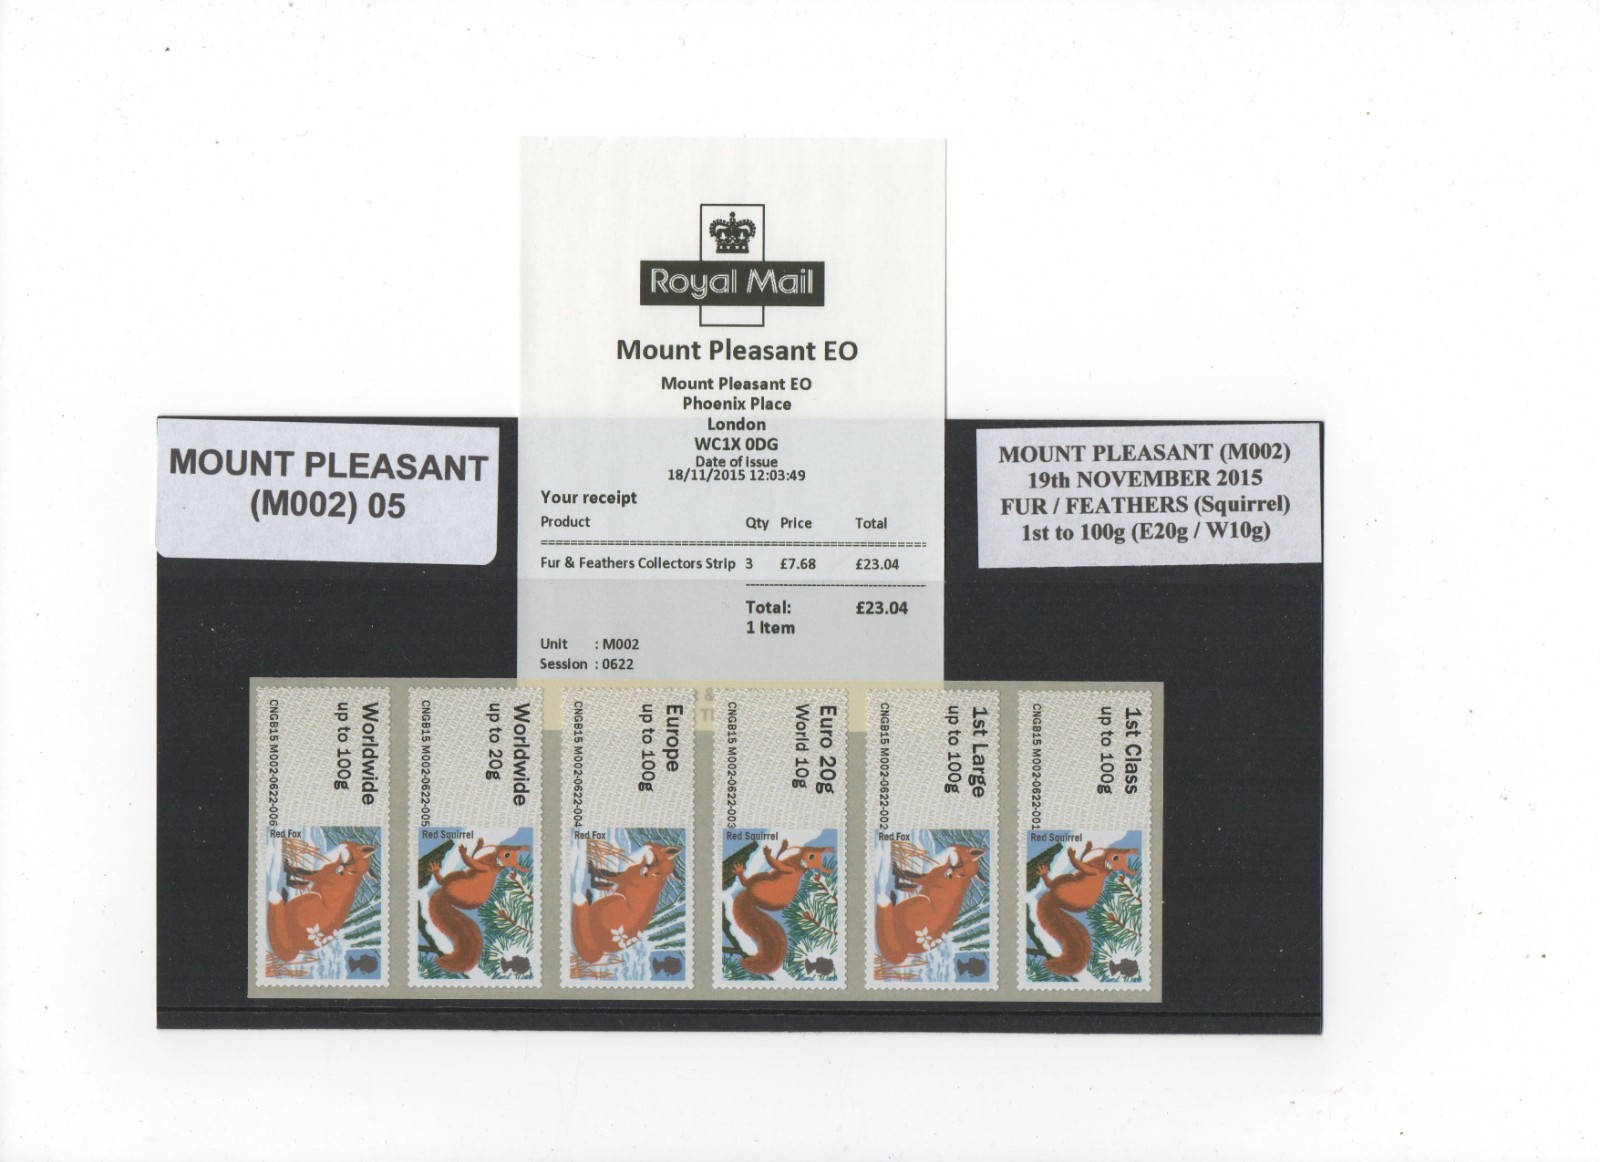 Royal Mail
Mount Pleasant EO
Mount Pleasant EO
Phoenix Place
London
WC1X 0DG
Date of Issue
18/11/2015 12:03:49
Your receipt
Product Qty Price Total
Fur & Feathers Collectors Strip 3 £7.68 £23.04
Total: £23.04
1 Item
Unit : M002
Session : 0622
MOUNT PLEASANT
(M002) 05
MOUNT PLEASANT (M002)
19th NOVEMBER 2015
FUR / FEATHERS (Squirrel)
1st to 100g (E20g / W10g)
Worldwide
up to 100g
CNGB15 M002-0622-006
Red Fox
Worldwide
up to 20g
CNGB15 M002-0622-005
Red Squirrel
Europe
up to 100g
CNGB15 M002-0622-004
Red Fox
Euro 20g
World 10g
CNGB15 M002-0622-003
Red Squirrel
1st Large
up to 100g
CNGB15 M002-0622-002
Red Fox
1st Class
up to 100g
CNGB15 M002-0622-001
Red Squirrel